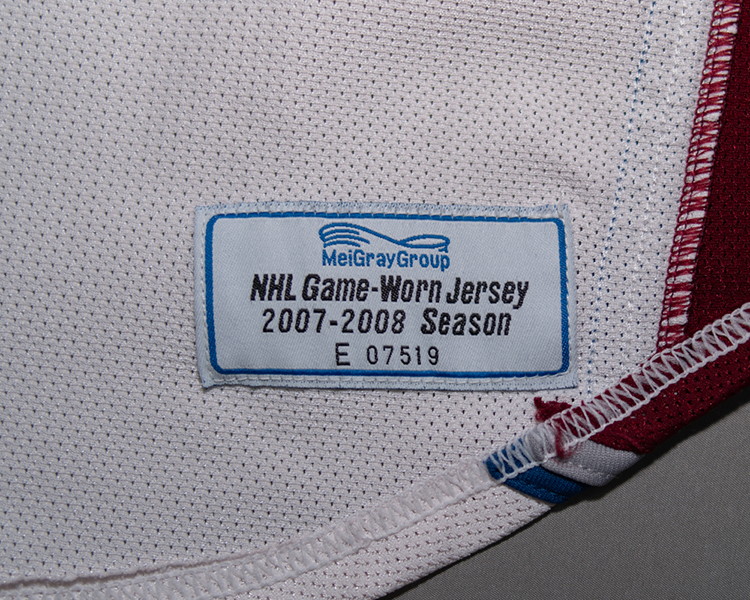 MeiGrayGroup
NHL Game-Worn Jersey
2007-2008 Season
E 07519